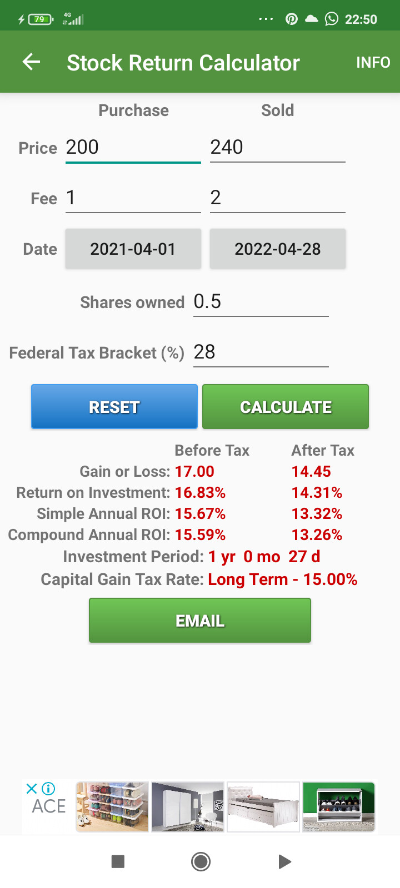 79 4G ... 22:50
Stock Return Calculator INFO
Purchase Sold
Price 200 240
Fee 1 2
Date 2021-04-01 2022-04-28
Shares owned 0.5
Federal Tax Bracket (%) 28
RESET CALCULATE
Before Tax After Tax
Gain or Loss: 17.00 14.45
Return on Investment: 16.83% 14.31%
Simple Annual ROI: 15.67% 13.32%
Compound Annual ROI: 15.59% 13.26%
Investment Period: 1 yr 0 mo 27 d
Capital Gain Tax Rate: Long Term - 15.00%
EMAIL
ACE